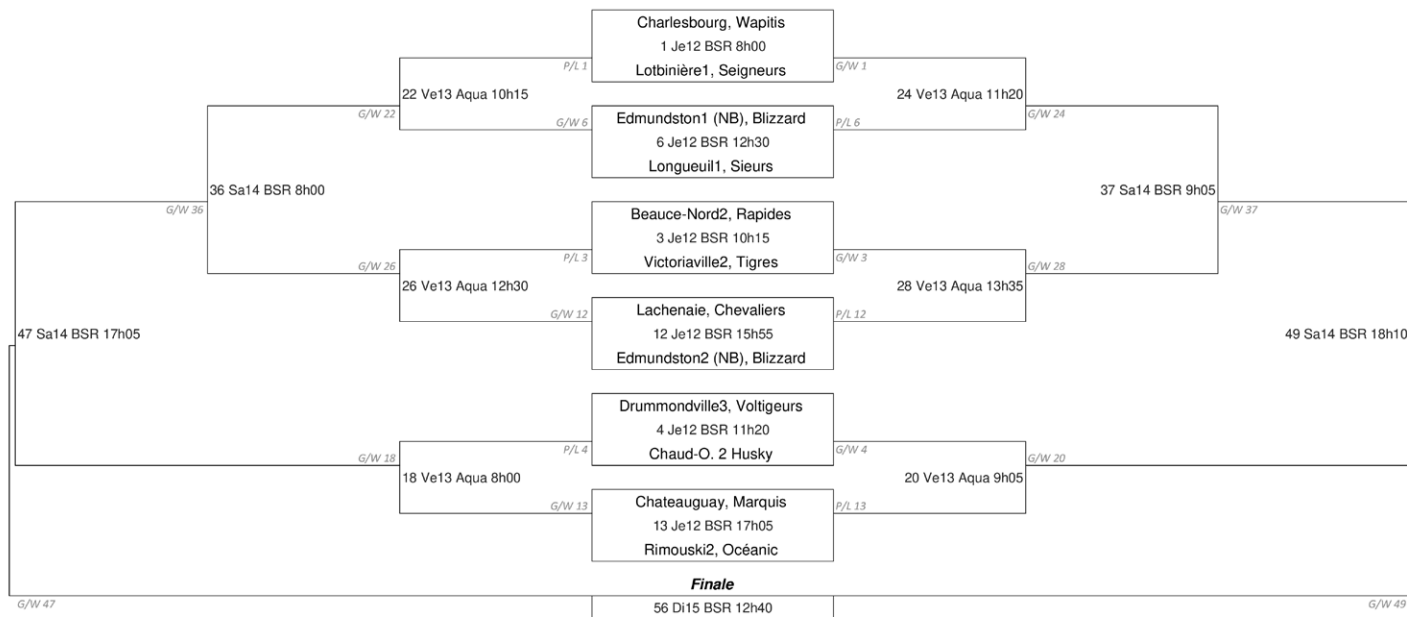 Charlesbourg, Wapitis
1 Je12 BSR 8h00
P/L 1
G/W 1
Lotbinière1, Seigneurs
22 Ve13 Aqua 10h15
24 Ve13 Aqua 11h20
G/W 22
G/W 24
Edmundston1 (NB), Blizzard
G/W 6
P/L 6
6 Je12 BSR 12h30
Longueuil1, Sieurs
36 Sa14 BSR 8h00
37 Sa14 BSR 9h05
G/W 36
G/W 37
Beauce-Nord2, Rapides
3 Je12 BSR 10h15
P/L 3
G/W 3
Victoriaville2, Tigres
G/W 26
G/W 28
26 Ve13 Aqua 12h30
28 Ve13 Aqua 13h35
G/W 12
P/L 12
Lachenaie, Chevaliers
12 Je12 BSR 15h55
47 Sa14 BSR 17h05
49 Sa14 BSR 18h10
Edmundston2 (NB), Blizzard
Drummondville3, Voltigeurs
4 Je12 BSR 11h20
P/L 4
G/W 4
Chaud-O. 2 Husky
G/W 18
G/W 20
18 Ve13 Aqua 8h00
20 Ve13 Aqua 9h05
Chateauguay, Marquis
G/W 13
P/L 13
13 Je12 BSR 17h05
Rimouski2, Océanic
Finale
G/W 47
56 Di15 BSR 12h40
G/W 49